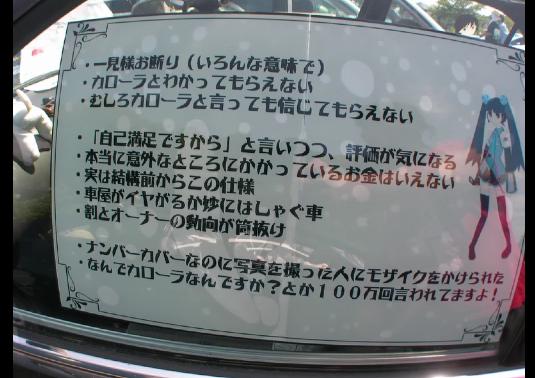 ・一見様お断り(いろんな意味で)
・カローラとわかってもらえない
・むしろカローラと言っても信じてもらえない
・「自己満足ですから」と言いつつ、評価が気になる
・本当に意外なところにかかっているお金はいえない
・実は結構前からこの仕様
・車屋がイヤがるか妙にはしゃぐ車
・割とオーナーの動向が筒抜け
・ナンバーカバーなのに写真を撮った人にモザイクをかけられた
・なんでカローラなんですか?とか100万回言われてますよ!